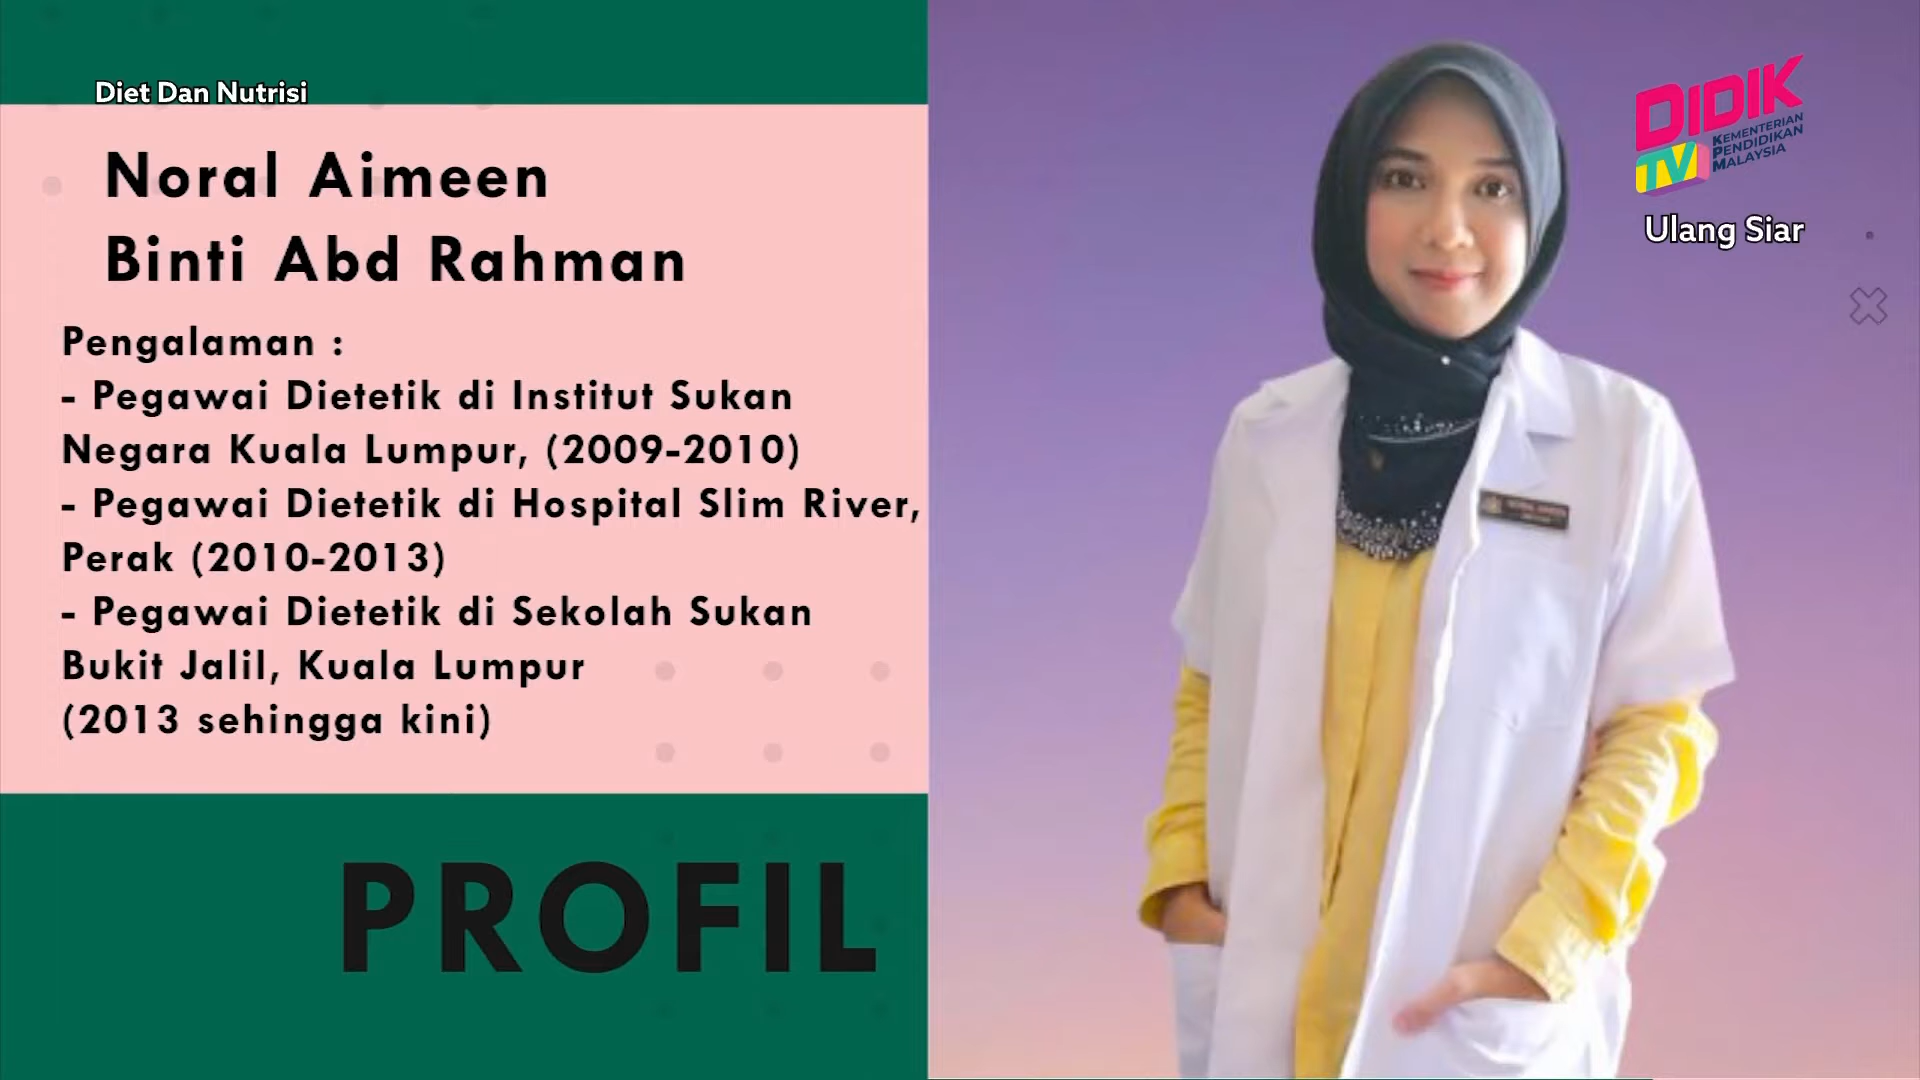 Diet Dan Nutrisi
Noral Aimeen
Binti Abd Rahman
Pengalaman :
- Pegawai Dietetik di Institut Sukan
Negara Kuala Lumpur, (2009-2010)
- Pegawai Dietetik di Hospital Slim River,
Perak (2010-2013)
- Pegawai Dietetik di Sekolah Sukan
Bukit Jalil, Kuala Lumpur
(2013 sehingga kini)
PROFIL
DIDIK
TV
KEMENTERIAN
PENDIDIKAN
MALAYSIA
Ulang Siar